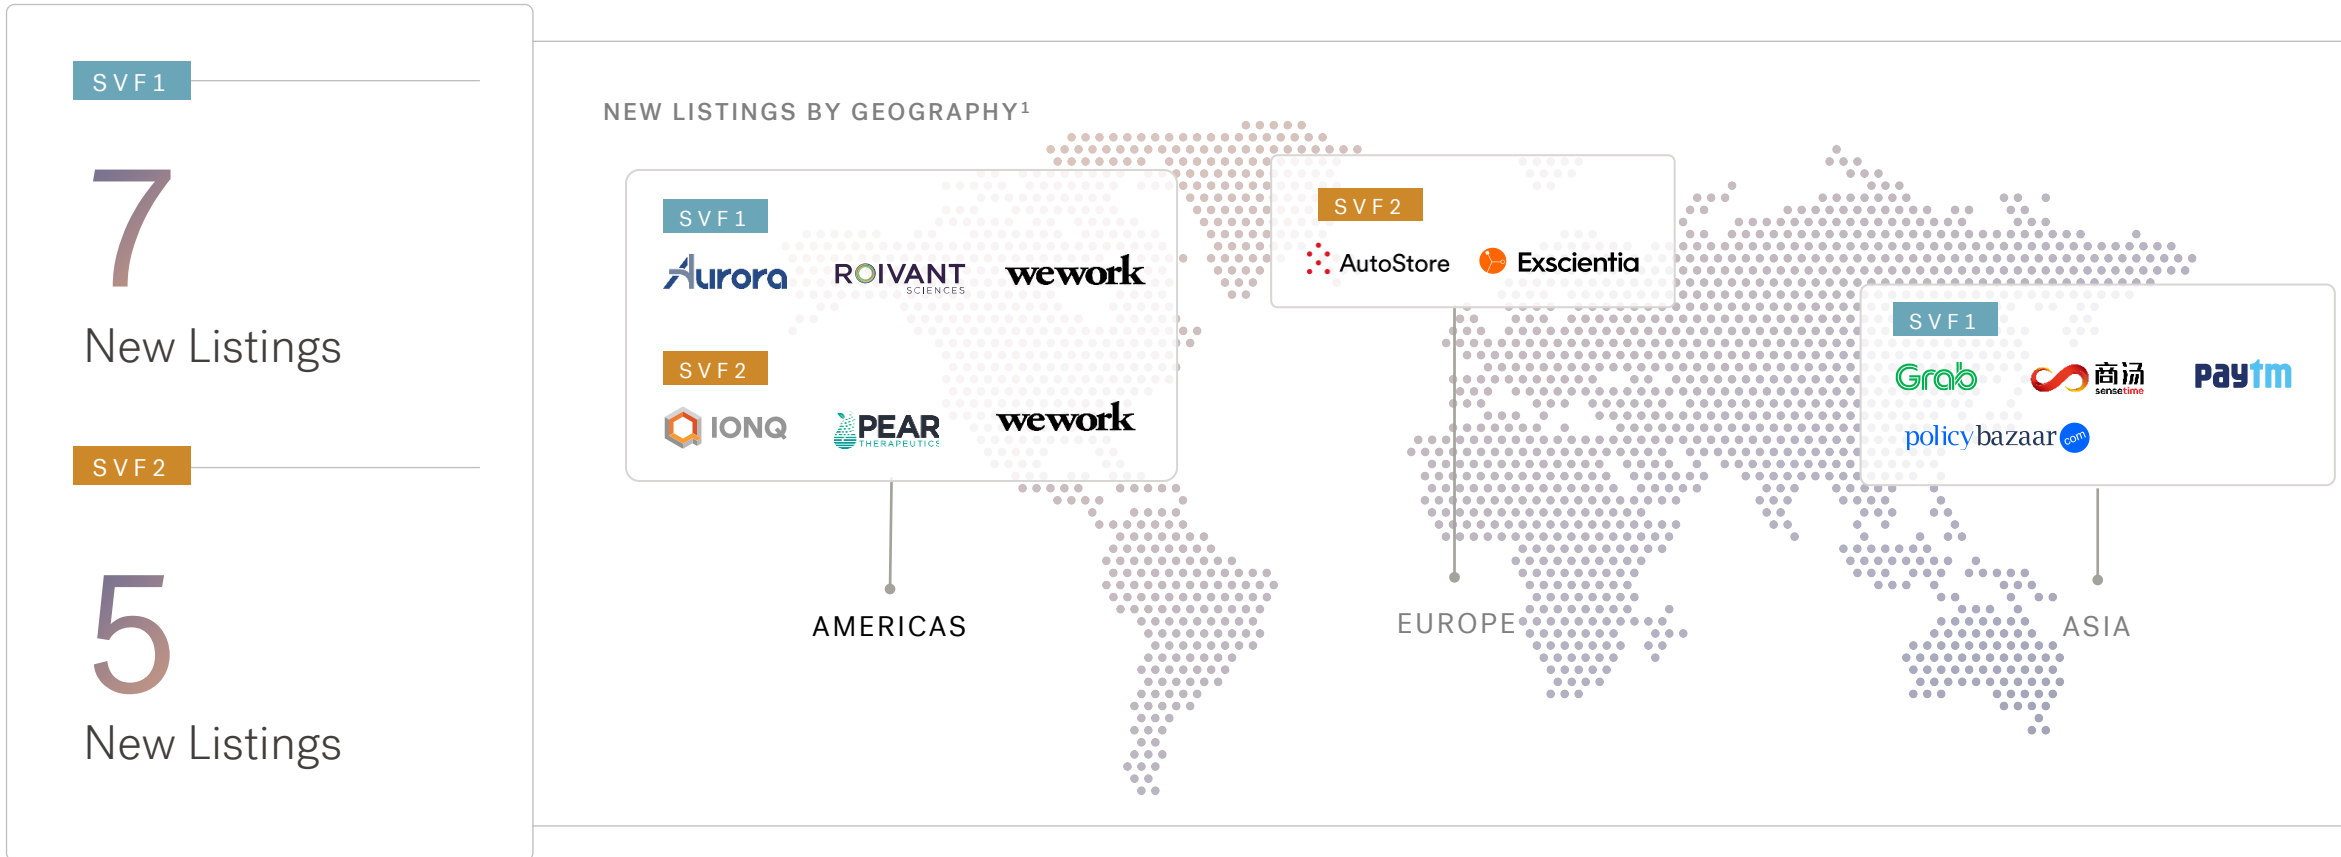 SVF1
7
New Listings
SVF2
5
New Listings
NEW LISTINGS BY GEOGRAPHY1
SVF1
Aurora
ROIVANT
SCIENCES
wework
SVF2
IONQ
PEAR
THERAPEUTICS
wework
AMERICAS
SVF2
AutoStore
Exscientia
EUROPE
SVF1
Grab
商汤
sensetime
paytm
policybazaar com
ASIA